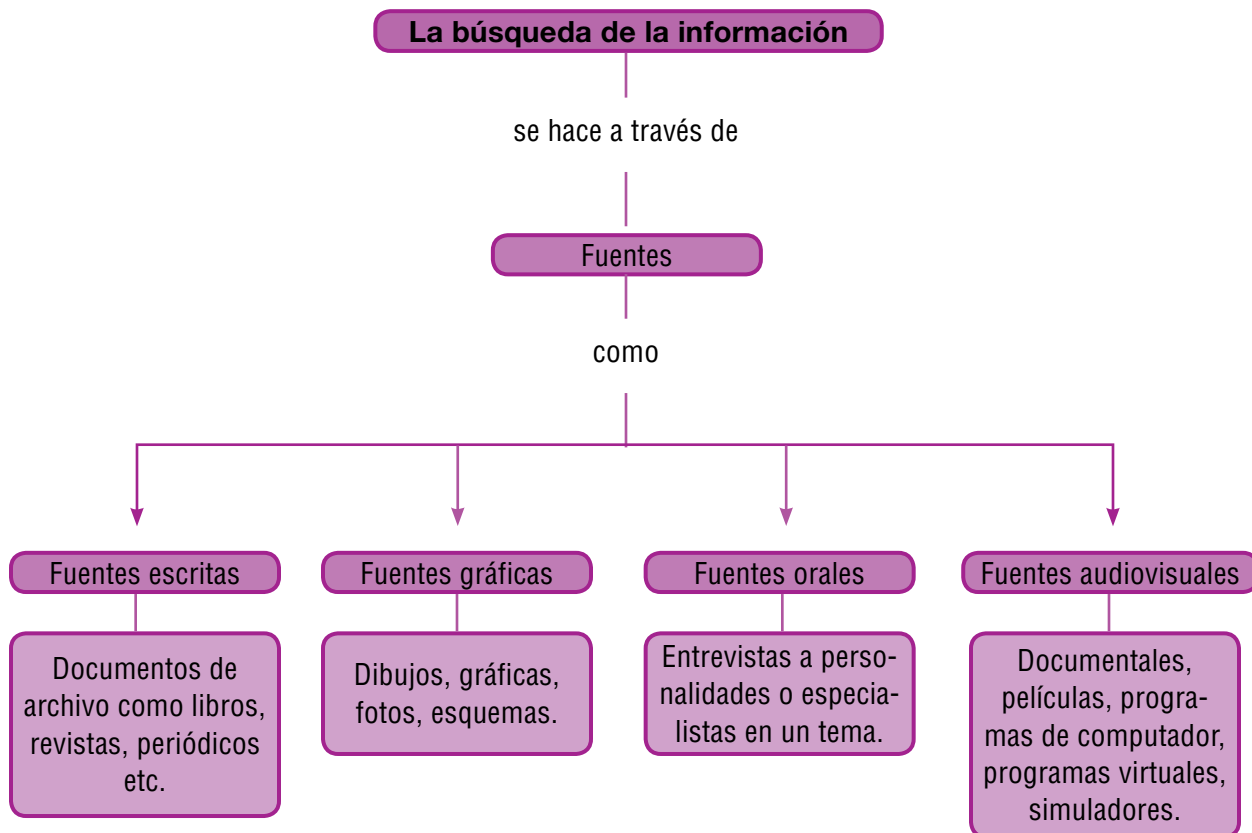 La búsqueda de la información
se hace a través de
Fuentes
como
Fuentes escritas
Documentos de
archivo como libros,
revistas, periódicos
etc.
Fuentes gráficas
Dibujos, gráficas,
fotos, esquemas.
Fuentes orales
Entrevistas a perso-
nalidades o especia-
listas en un tema.
Fuentes audiovisuales
Documentales,
películas, progra-
mas de computador,
programas virtuales,
simuladores.